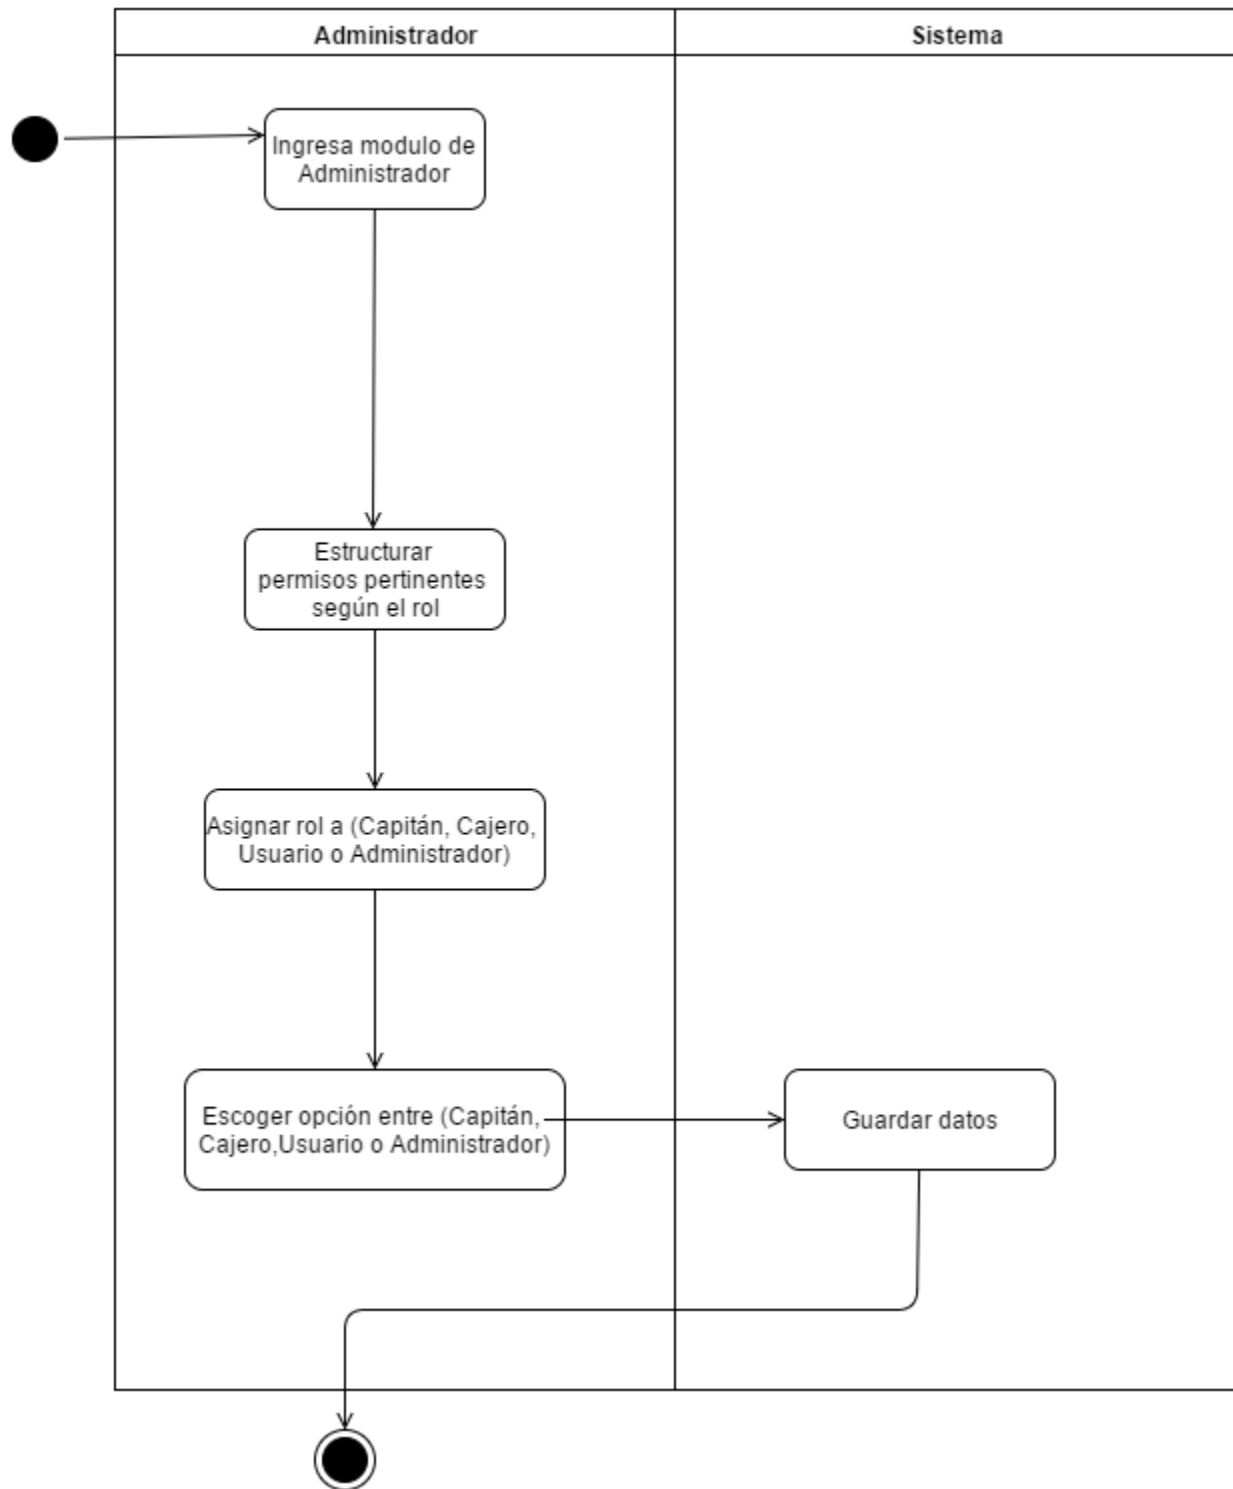 Administrador
Sistema
Ingresa modulo de
Administrador
Estructurar
permisos pertinentes
según el rol
Asignar rol a (Capitán, Cajero,
Usuario o Administrador)
Escoger opción entre (Capitán,
Cajero,Usuario o Administrador)
Guardar datos